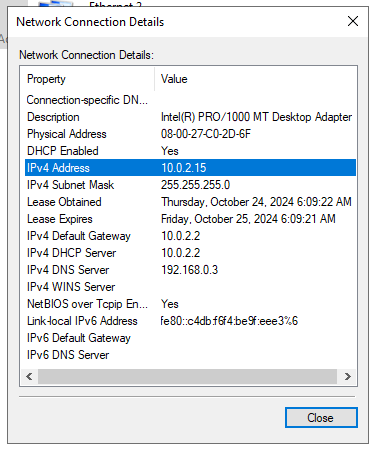 Ethernet 2
Network Connection Details
Network Connection Details:
Property Value
Connection-specific DN...
Description Intel(R) PRO/1000 MT Desktop Adapter
Physical Address 08-00-27-C0-2D-6F
DHCP Enabled Yes
IPv4 Address 10.0.2.15
IPv4 Subnet Mask 255.255.255.0
Lease Obtained Thursday, October 24, 2024 6:09:22 AM
Lease Expires Friday, October 25, 2024 6:09:21 AM
IPv4 Default Gateway 10.0.2.2
IPv4 DHCP Server 10.0.2.2
IPv4 DNS Server 192.168.0.3
IPv4 WINS Server
NetBIOS over Tcpip En... Yes
Link-local IPv6 Address fe80::c4db:f6f4:be9f:eee3%6
IPv6 Default Gateway
IPv6 DNS Server
Close